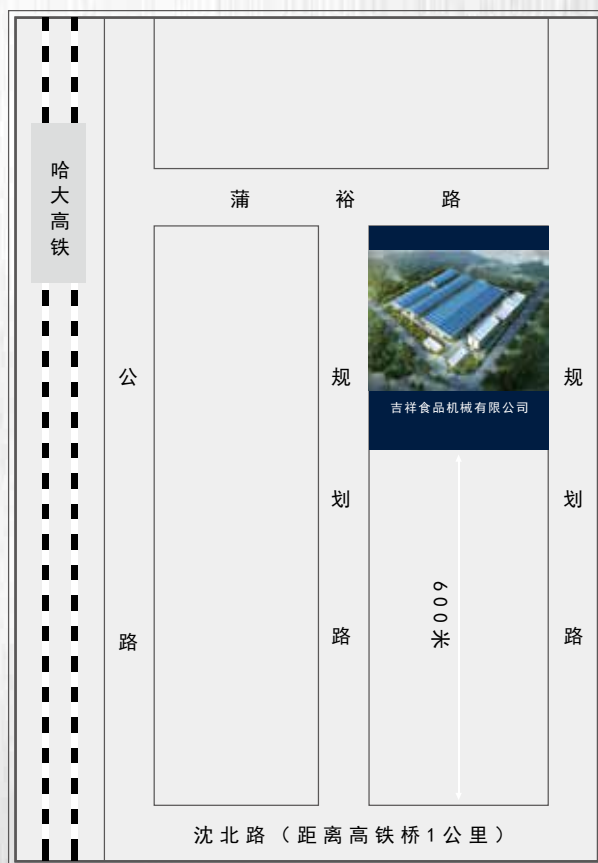 哈大高铁
蒲裕路
公路
规划路
吉祥食品机械有限公司
规划路
600米
沈北路（距离高铁桥1公里）